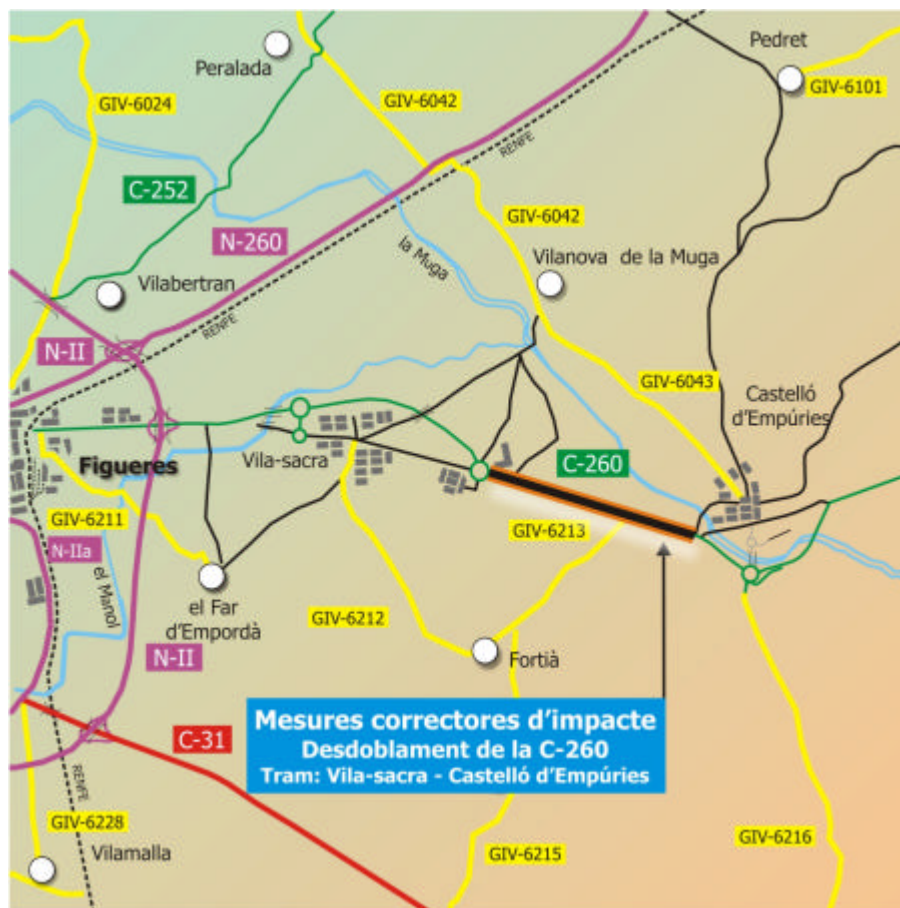 Pedret
Peralada
GIV-6024
GIV-6042
GIV-6101
RENFE
C-252
N-260
GIV-6042
la Muga
Vilanova de la Muga
Vilabertran
RENFE
N-II
GIV-6043
Castelló
d'Empúries
Vila-sacra
C-260
Figueres
GIV-6211
GIV-6213
N-IIa
el Manol
el Far
d'Empordà
GIV-6212
N-II
Fortià
Mesures correctores d'impacte
Desdoblament de la C-260
Tram: Vila-sacra - Castelló d'Empúries
C-31
RENFE
GIV-6228
Vilamalla
GIV-6215
GIV-6216